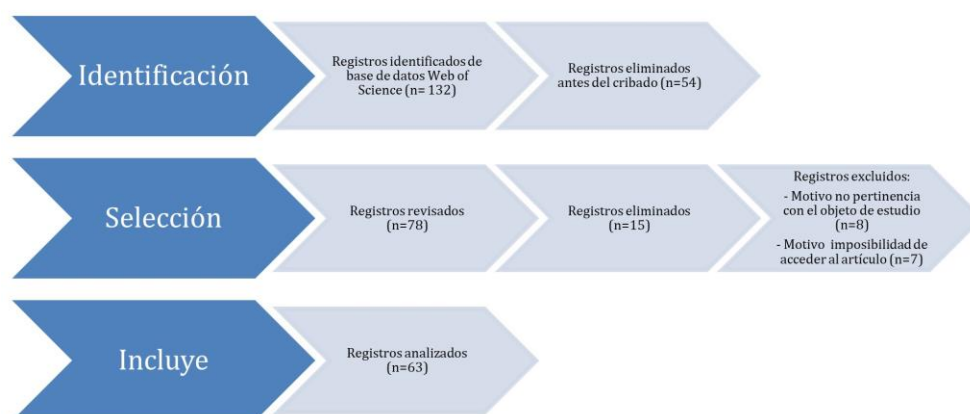 Identificación
Registros identificados de
base de datos Web of
Science (n= 132)
Registros eliminados
antes del cribado (n=54)
Selección
Registros revisados
(n=78)
Registros eliminados
(n=15)
Registros excluidos:
- Motivo no pertinencia
con el objeto de estudio
(n=8)
- Motivo imposibilidad de
acceder al artículo (n=7)
Incluye
Registros analizados
(n=63)